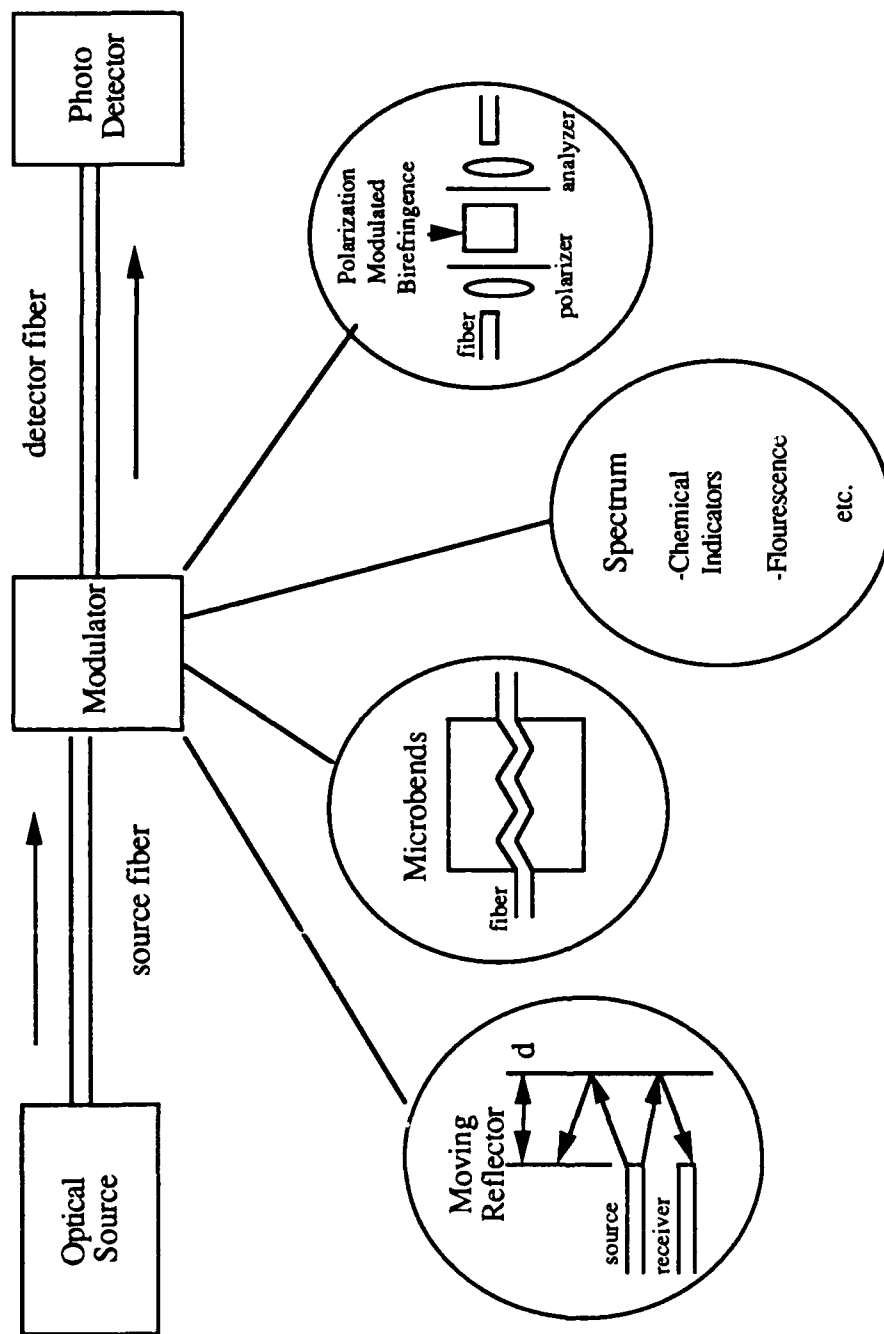 Optical
Source
source fiber
Modulator
detector fiber
Photo
Detector
Moving
Reflector
d
source
receiver
Microbends
fiber
Spectrum
-Chemical
Indicators
-Flourescence
etc.
Polarization
Modulated
Birefringence
fiber
polarizer
analyzer